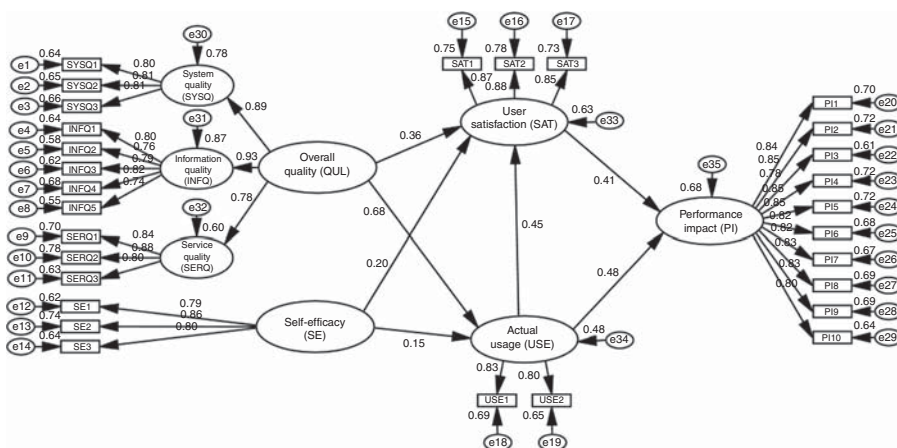 e15
e16
e17
0.75
0.78
0.73
SAT1
SAT2
SAT3
0.87
0.88
0.85
e30
0.78
e1
0.64
SYSQ1
0.80
e2
0.65
SYSQ2
0.81
e3
0.66
SYSQ3
0.81
System
quality
(SYSQ)
0.89
e31
0.87
e4
0.64
INFQ1
0.80
e5
0.58
INFQ2
0.76
e6
0.62
INFQ3
0.79
e7
0.68
INFQ4
0.82
e8
0.55
INFQ5
0.74
Information
quality
(INFQ)
0.93
e32
0.60
e9
0.70
SERQ1
0.84
e10
0.78
SERQ2
0.88
e11
0.63
SERQ3
0.80
Service
quality
(SERQ)
0.78
e12
0.62
SE1
0.79
e13
0.74
SE2
0.86
e14
0.64
SE3
0.80
Overall
quality (QUL)
Self-efficacy
(SE)
0.36
0.68
0.20
0.15
User
satisfaction (SAT)
0.63
e33
0.45
0.41
0.48
Actual
usage (USE)
0.48
e34
0.83
0.80
USE1
USE2
0.69
0.65
e18
e19
e35
0.68
Performance
impact (PI)
0.84
0.85
0.78
0.85
0.85
0.82
0.82
0.83
0.83
0.80
PI1
0.70
e20
PI2
0.72
e21
PI3
0.61
e22
PI4
0.72
e23
PI5
0.72
e24
PI6
0.68
e25
PI7
0.67
e26
PI8
0.69
e27
PI9
0.69
e28
PI10
0.64
e29